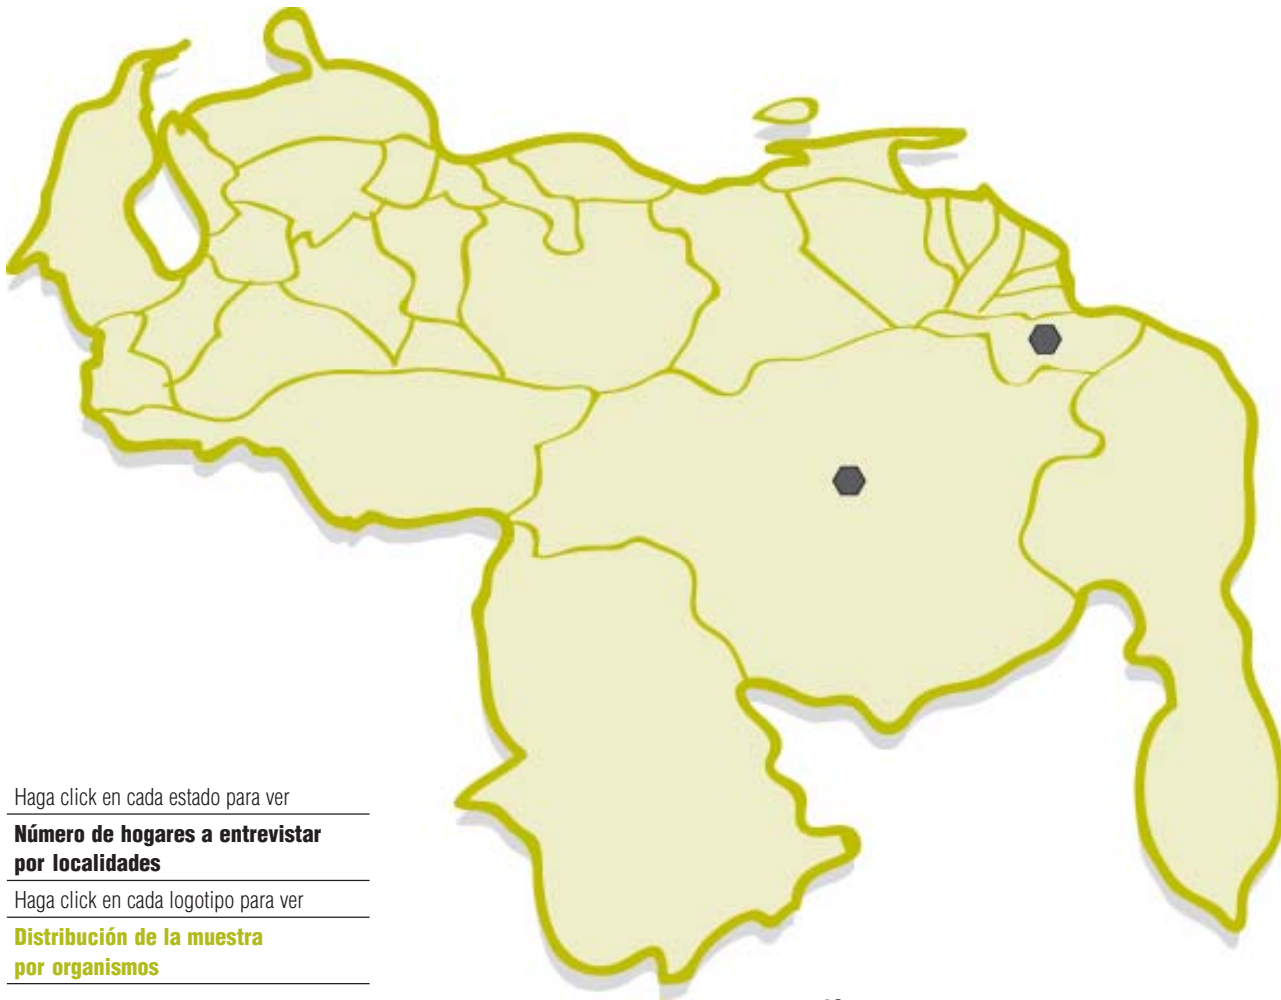 Haga click en cada estado para ver
Número de hogares a entrevistar
por localidades
Haga click en cada logotipo para ver
Distribución de la muestra
por organismos